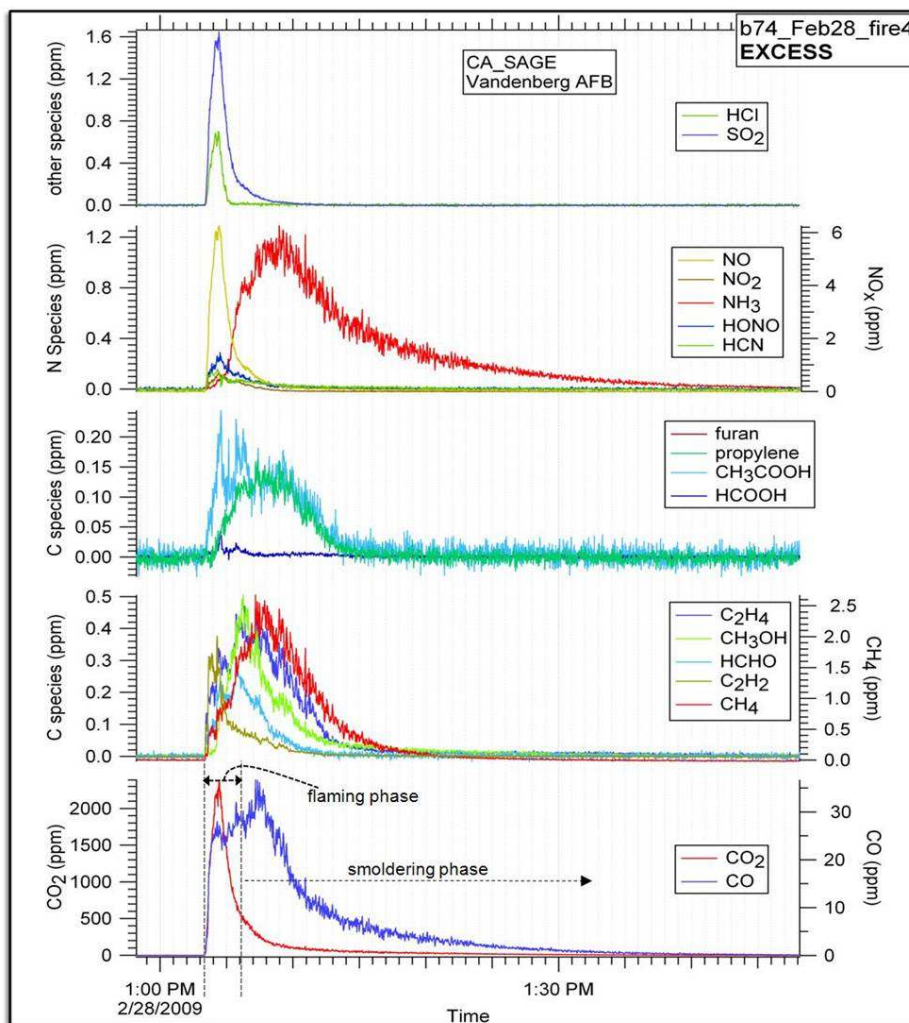 b74_Feb28_fire4
EXCESS
CA_SAGE
Vandenberg AFB
other species (ppm)
1.6
1.2
0.8
0.4
0.0
HCl
SO2
N Species (ppm)
1.2
0.8
0.4
0.0
NO
NO2
NH3
HONO
HCN
6
4
2
0
NOx (ppm)
C species (ppm)
0.20
0.15
0.10
0.05
0.00
furan
propylene
CH3COOH
HCOOH
C species (ppm)
0.5
0.4
0.3
0.2
0.1
0.0
C2H4
CH3OH
HCHO
C2H2
CH4
2.5
2.0
1.5
1.0
0.5
0.0
CH4 (ppm)
CO2 (ppm)
2000
1500
1000
500
0
flaming phase
smoldering phase
CO2
CO
30
20
10
0
CO (ppm)
1:00 PM
2/28/2009
1:30 PM
Time